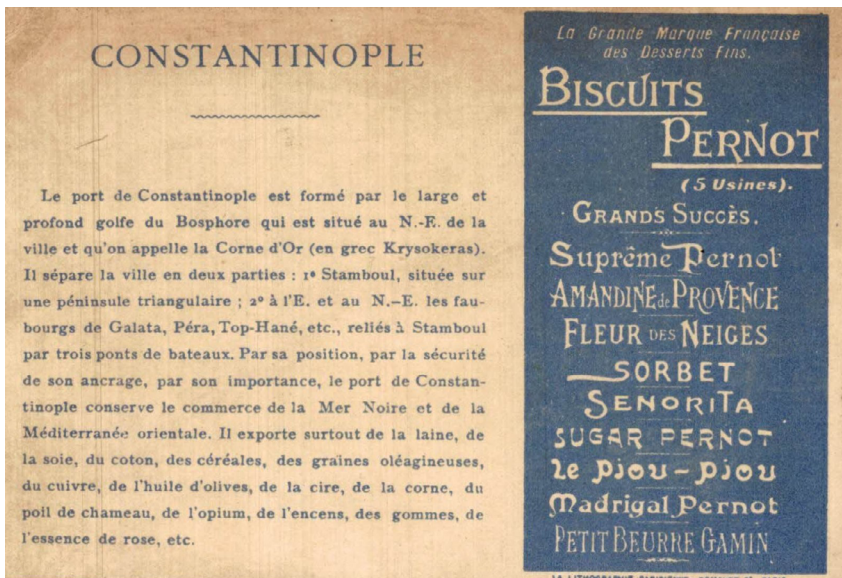 CONSTANTINOPLE
Le port de Constantinople est formé par le large et
profond golfe du Bosphore qui est situé au N.-E. de la
ville et qu'on appelle la Corne d'Or (en grec Krysokeras).
Il sépare la ville en deux parties : 1º Stamboul, située sur
une péninsule triangulaire ; 2º à l'E. et au N.-E. les fau-
bourgs de Galata, Péra, Top-Hané, etc., reliés à Stamboul
par trois ponts de bateaux. Par sa position, par la sécurité
de son ancrage, par son importance, le port de Constan-
tinople conserve le commerce de la Mer Noire et de la
Méditerranée orientale. Il exporte surtout de la laine, de
la soie, du coton, des céréales, des graines oléagineuses,
du cuivre, de l'huile d'olives, de la cire, de la corne, du
poil de chameau, de l'opium, de l'encens, des gommes, de
l'essence de rose, etc.
La Grande Marque Française
des Desserts Fins.
BISCUITS
PERNOT
(5 Usines).
GRANDS SUCCÈS.
Suprême Pernot
AMANDINE de PROVENCE
FLEUR DES NEIGES
SORBET
SENORITA
SUGAR PERNOT
Le Pjou-Pjou
Madrigal Pernot
PETIT BEURRE GAMIN